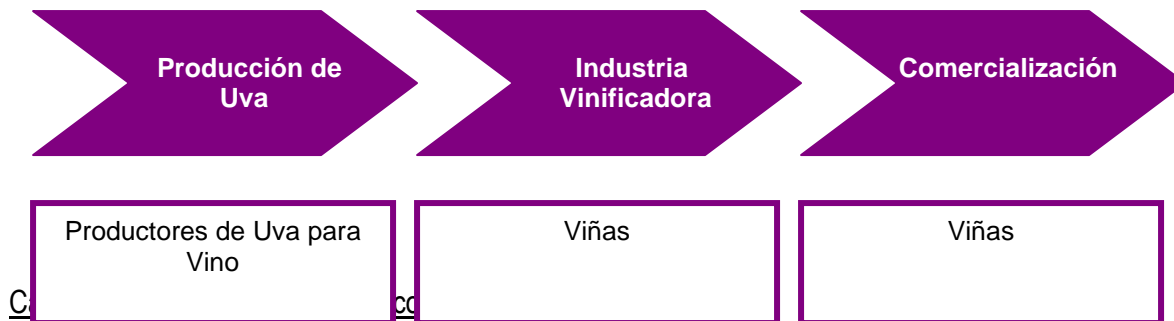 Producción de
Uva
Industria
Vinificadora
Comercialización
Productores de Uva para
Vino
Viñas
Viñas